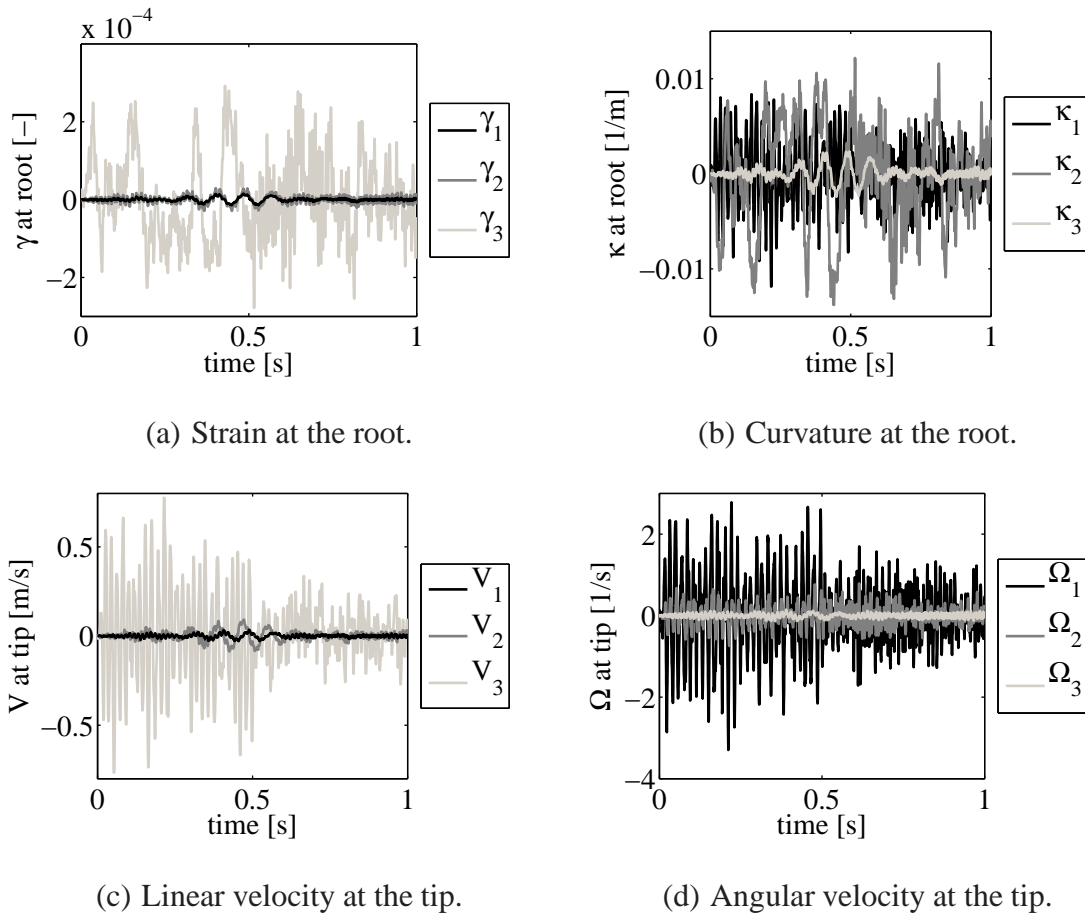 x 10⁻⁴
2
0
−2
γ at root [−]
0 0.5 1
time [s]
γ₁
γ₂
γ₃
(a) Strain at the root.
0.01
0
−0.01
κ at root [1/m]
0 0.5 1
time [s]
κ₁
κ₂
κ₃
(b) Curvature at the root.
0.5
0
−0.5
V at tip [m/s]
0 0.5 1
time [s]
V₁
V₂
V₃
(c) Linear velocity at the tip.
2
0
−2
−4
Ω at tip [1/s]
0 0.5 1
time [s]
Ω₁
Ω₂
Ω₃
(d) Angular velocity at the tip.